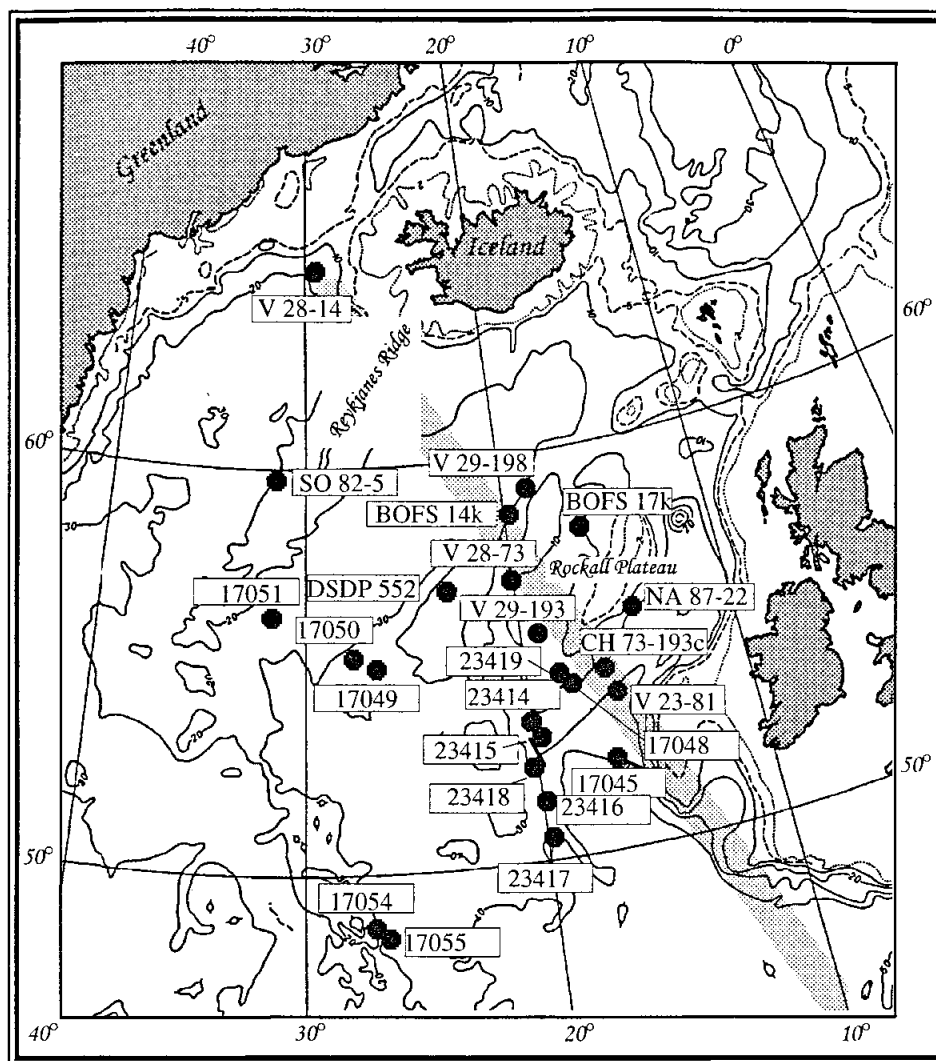 40° 30° 20° 10° 0°
Greenland
Iceland
V 28-14
60°
Reykjanes Ridge
60°
V 29-198
SO 82-5
BOFS 17k
BOFS 14k
V 28-73
Rockall Plateau
DSDP 552
17051
NA 87-22
V 29-193
17050
CH 73-193c
23419
17049
23414
V 23-81
17048
23415
50°
17045
23418
23416
50°
23417
17054
17055
40° 30° 20° 10°